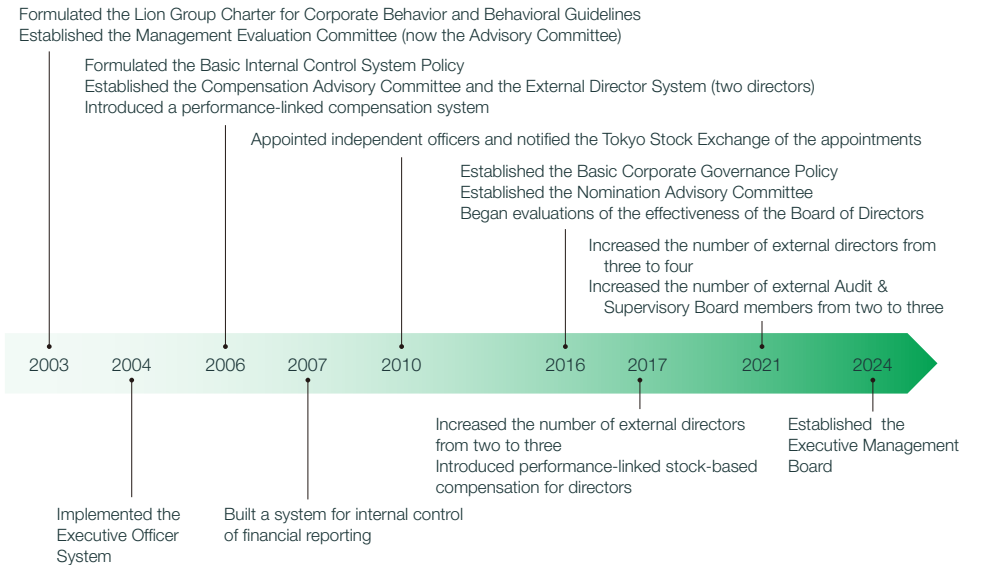 Formulated the Lion Group Charter for Corporate Behavior and Behavioral Guidelines
Established the Management Evaluation Committee (now the Advisory Committee)
Formulated the Basic Internal Control System Policy
Established the Compensation Advisory Committee and the External Director System (two directors)
Introduced a performance-linked compensation system
Appointed independent officers and notified the Tokyo Stock Exchange of the appointments
Established the Basic Corporate Governance Policy
Established the Nomination Advisory Committee
Began evaluations of the effectiveness of the Board of Directors
Increased the number of external directors from
three to four
Increased the number of external Audit &
Supervisory Board members from two to three
2003 2004 2006 2007 2010 2016 2017 2021 2024
Increased the number of external directors
from two to three
Introduced performance-linked stock-based
compensation for directors
Established the
Executive Management
Board
Implemented the
Executive Officer
System
Built a system for internal control
of financial reporting